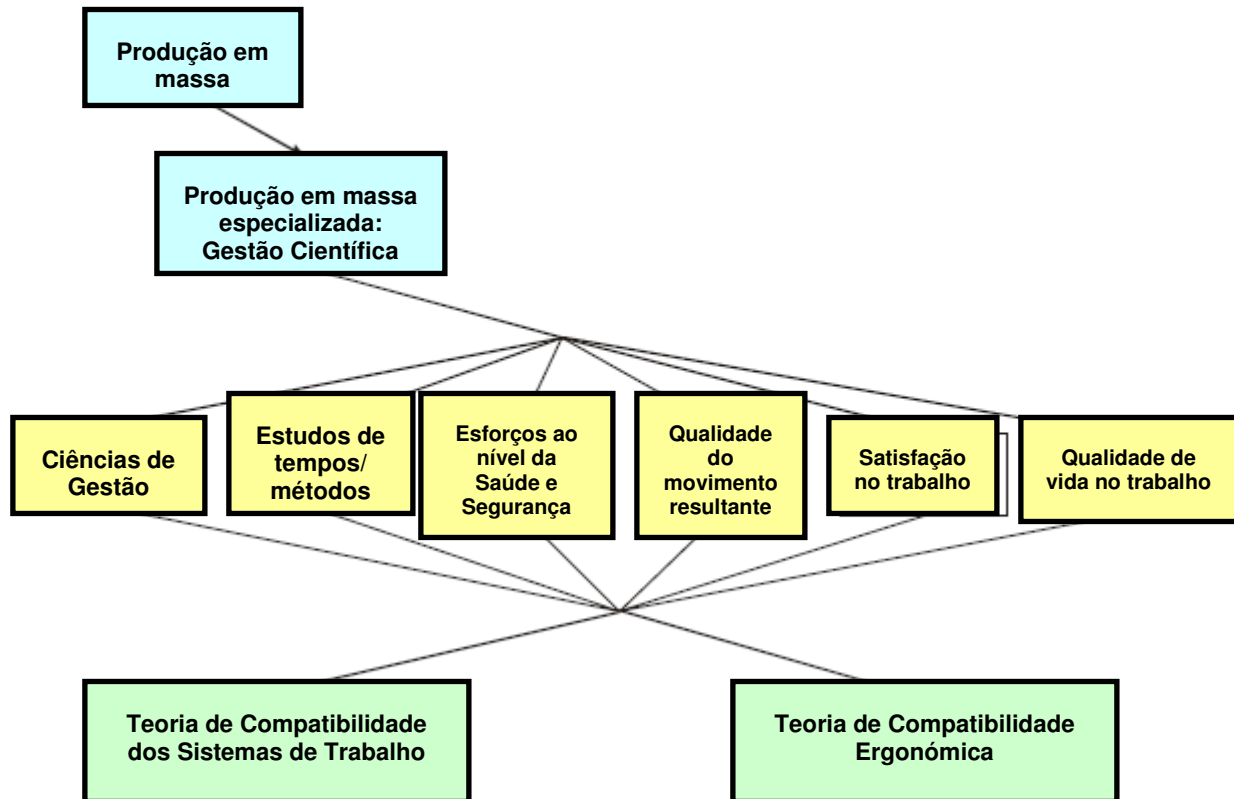 Produção em
massa
Produção em massa
especializada:
Gestão Científica
Ciências de
Gestão
Estudos de
tempos/
métodos
Esforços ao
nível da
Saúde e
Segurança
Qualidade
do
movimento
resultante
Satisfação
no trabalho
Qualidade de
vida no trabalho
Teoria de Compatibilidade
dos Sistemas de Trabalho
Teoria de Compatibilidade
Ergonómica